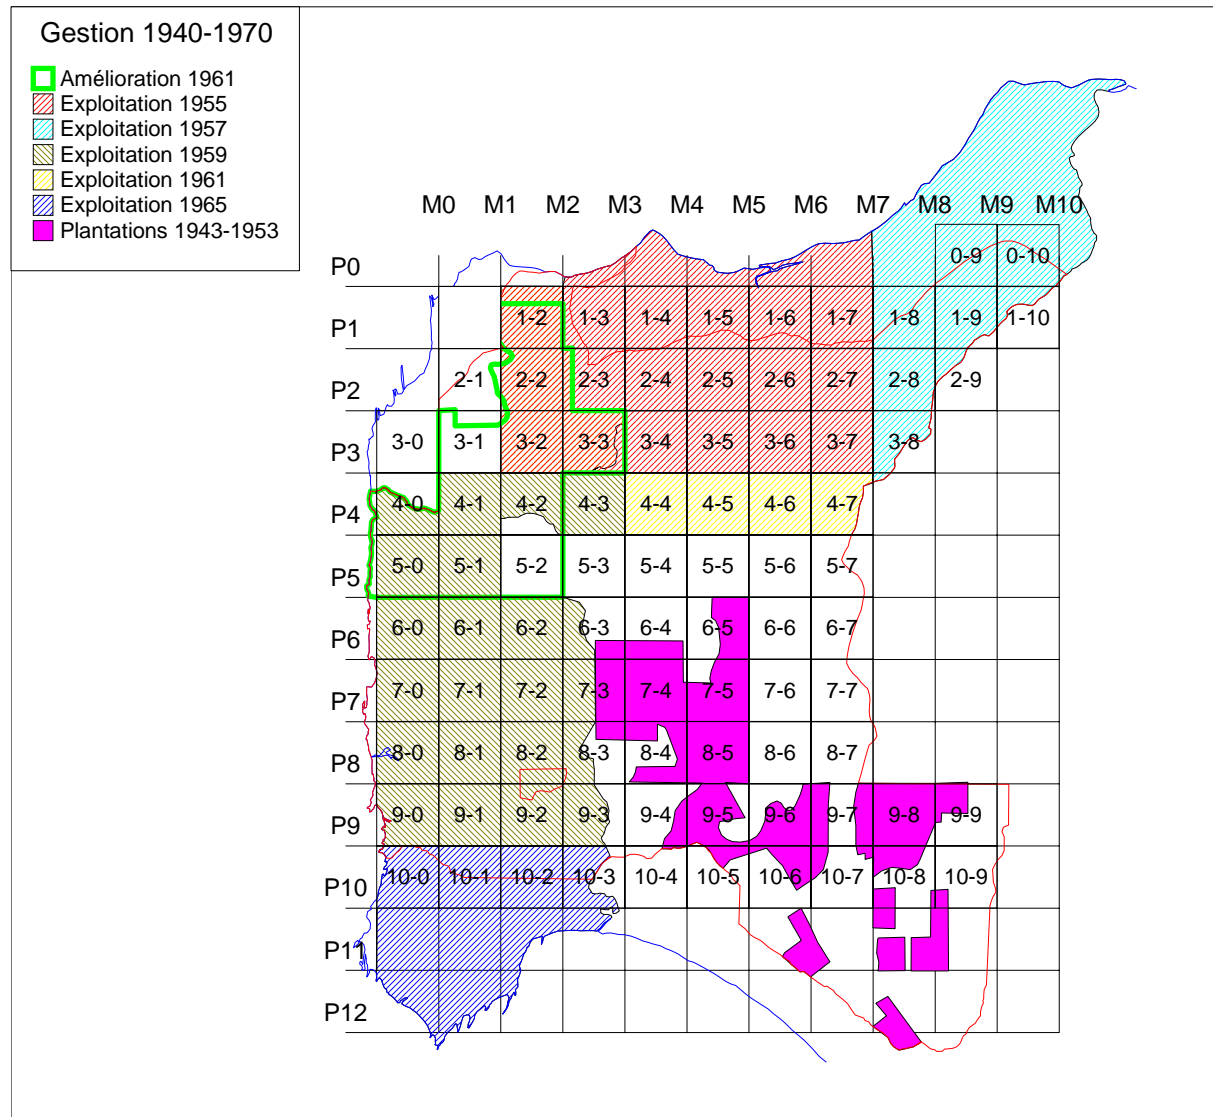 Gestion 1940-1970
Amélioration 1961
Exploitation 1955
Exploitation 1957
Exploitation 1959
Exploitation 1961
Exploitation 1965
Plantations 1943-1953
M0 M1 M2 M3 M4 M5 M6 M7 M8 M9 M10
P0 0-9 0-10
P1 1-2 1-3 1-4 1-5 1-6 1-7 1-8 1-9 1-10
P2 2-1 2-2 2-3 2-4 2-5 2-6 2-7 2-8 2-9
P3 3-0 3-1 3-2 3-3 3-4 3-5 3-6 3-7 3-8
P4 4-0 4-1 4-2 4-3 4-4 4-5 4-6 4-7
P5 5-0 5-1 5-2 5-3 5-4 5-5 5-6 5-7
P6 6-0 6-1 6-2 6-3 6-4 6-5 6-6 6-7
P7 7-0 7-1 7-2 7-3 7-4 7-5 7-6 7-7
P8 8-0 8-1 8-2 8-3 8-4 8-5 8-6 8-7
P9 9-0 9-1 9-2 9-3 9-4 9-5 9-6 9-7 9-8 9-9
P10 10-0 10-1 10-2 10-3 10-4 10-5 10-6 10-7 10-8 10-9
P11
P12